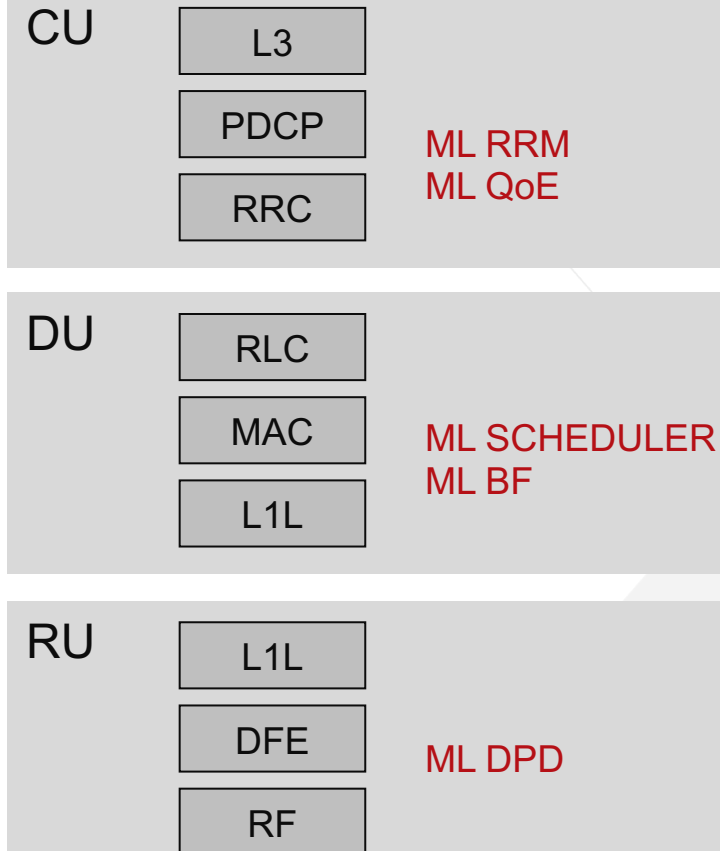 CU
L3
PDCP
RRC
ML RRM
ML QoE
DU
RLC
MAC
L1L
ML SCHEDULER
ML BF
RU
L1L
DFE
RF
ML DPD